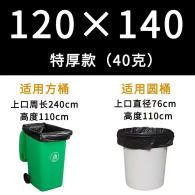 120×140
特厚款（40克）
适用方桶
适用圆桶
上口周长240cm
上口直径76cm
高度110cm
高度110cm